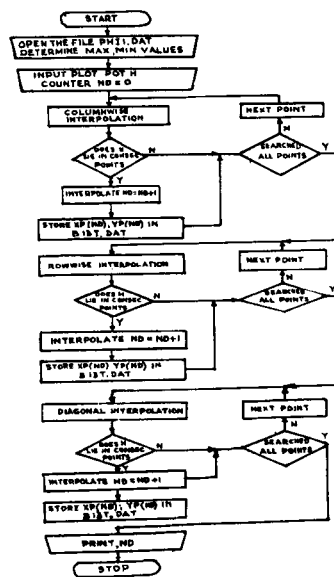 START
OPEN THE FILE PHI1.DAT
DETERMINE MAX,MIN VALUES
INPUT PLOT POT H
COUNTER ND = 0
COLUMNWISE
INTERPOLATION
NEXT POINT
N
DOES H
LIE IN CONSEC
POINTS
N
SEARCHED
ALL POINTS
Y
Y
INTERPOLATE ND=ND+1
STORE XP(ND), YP(ND) IN
BIST.DAT
ROWWISE INTERPOLATION
NEXT POINT
N
DOES H
LIE IN CONSEC
POINTS
N
SEARCHED
ALL POINTS
Y
Y
INTERPOLATE ND = ND+1
STORE XP(ND) YP(ND) IN
BIST.DAT
DIAGONAL INTERPOLATION
NEXT POINT
N
DOES H
LIE IN CONSEC
POINTS
N
SEARCHED
ALL POINTS
Y
Y
INTERPOLATE ND = ND+1
STORE XP(ND), YP(ND) IN
BIST.DAT
PRINT,ND
STOP